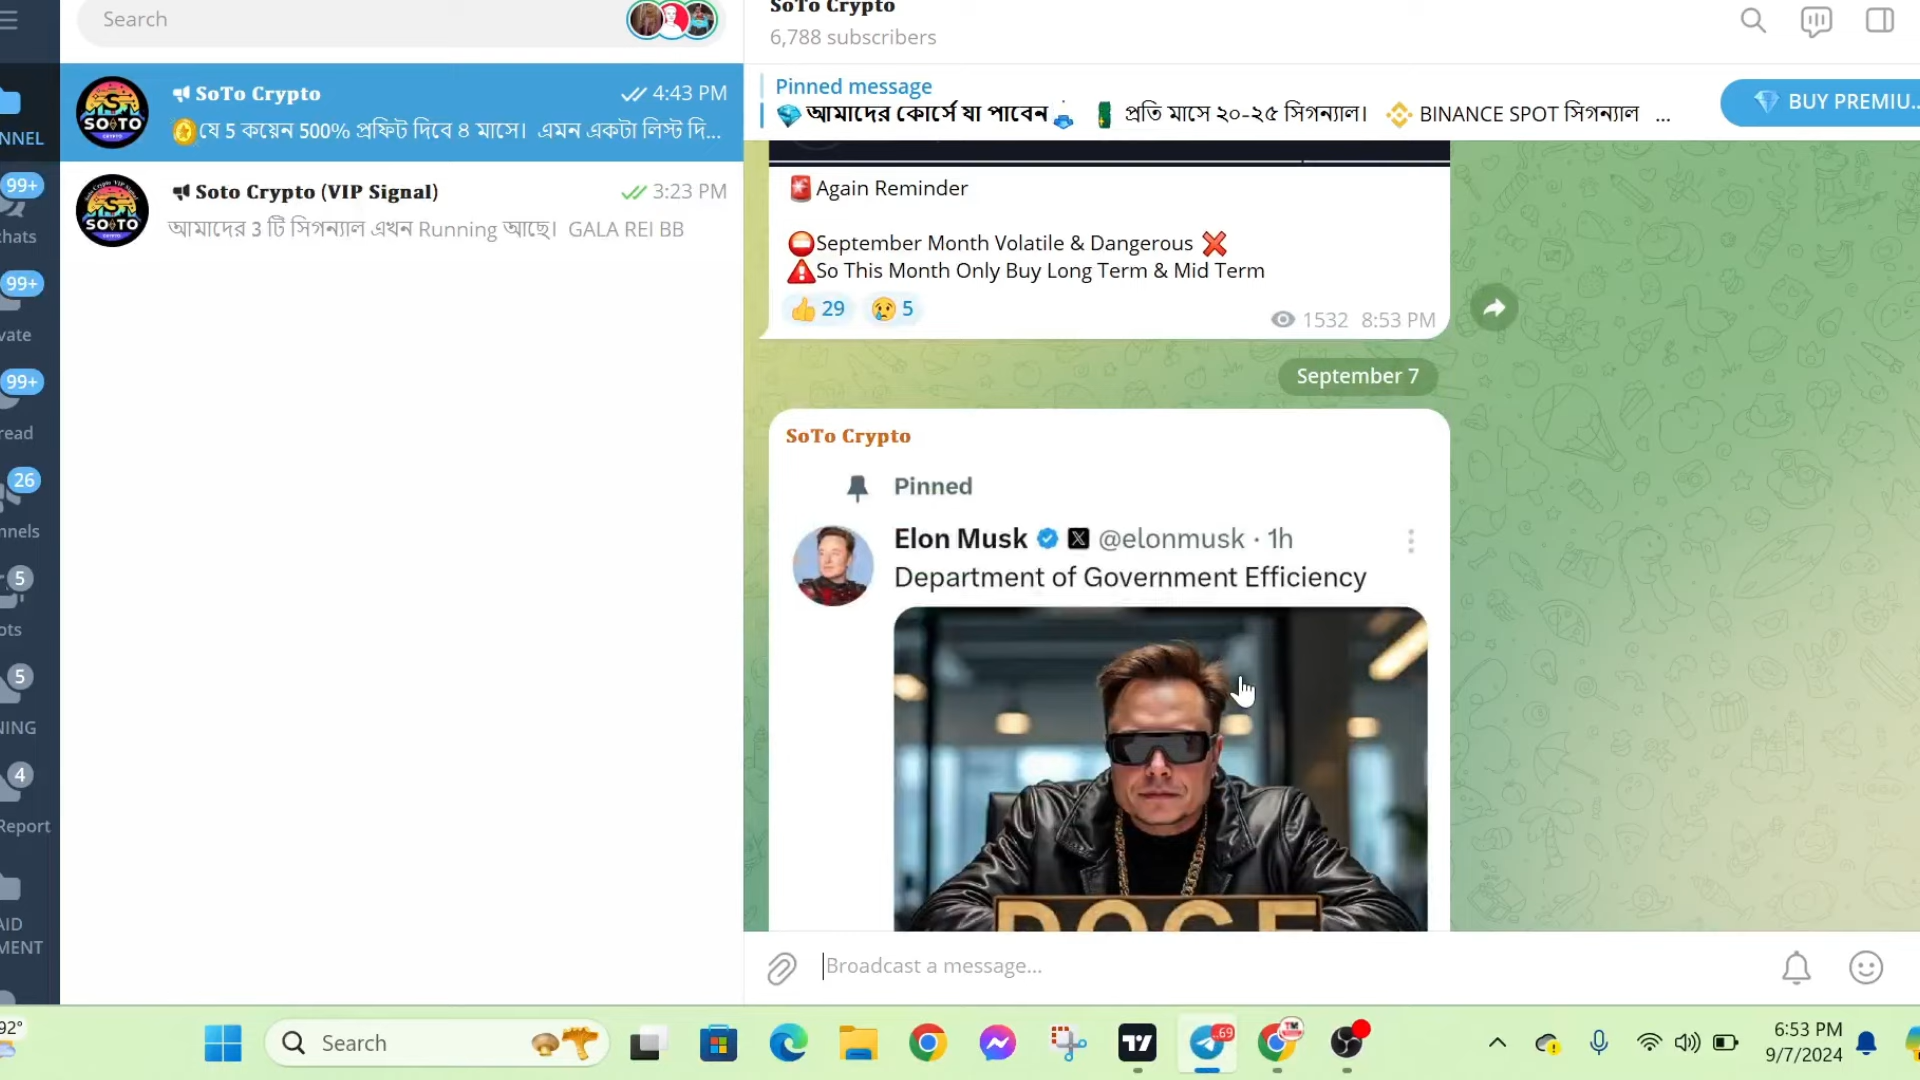 Search
SoTo Crypto
6,788 subscribers
Pinned message
💎আমাদের কোর্সে যা পাবেন প্রতি মাসে ২০-২৫ সিগন্যাল। BINANCE SPOT সিগন্যাল ...
BUY PREMIU...
SoTo Crypto
4:43 PM
যে 5 কয়েন 500% প্রফিট দিবে ৪ মাসে। এমন একটা লিস্ট দি...
SOTO
Soto Crypto (VIP Signal)
3:23 PM
আমাদের 3 টি সিগন্যাল এখন Running আছে। GALA REI BB
SOTO
NNEL
99+
hats
99+
vate
99+
read
26
nnels
5
ots
5
NING
4
Report
AID
MENT
🚨Again Reminder
⛔September Month Volatile & Dangerous ❌
⚠️So This Month Only Buy Long Term & Mid Term
👍 29 😢 5
1532 8:53 PM
September 7
SoTo Crypto
Pinned
Elon Musk @elonmusk · 1h
Department of Government Efficiency
DOGE
Broadcast a message...
92°
Search
69
6:53 PM
9/7/2024